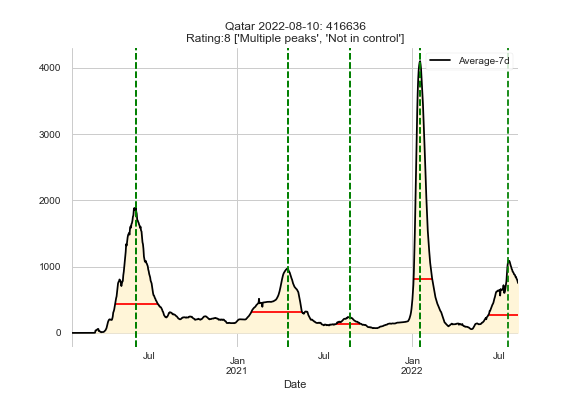 Qatar 2022-08-10: 416636
Rating:8 ['Multiple peaks', 'Not in control']
Average-7d
4000
3000
2000
1000
0
Jul
Jan
2021
Jul
Jan
2022
Jul
Date